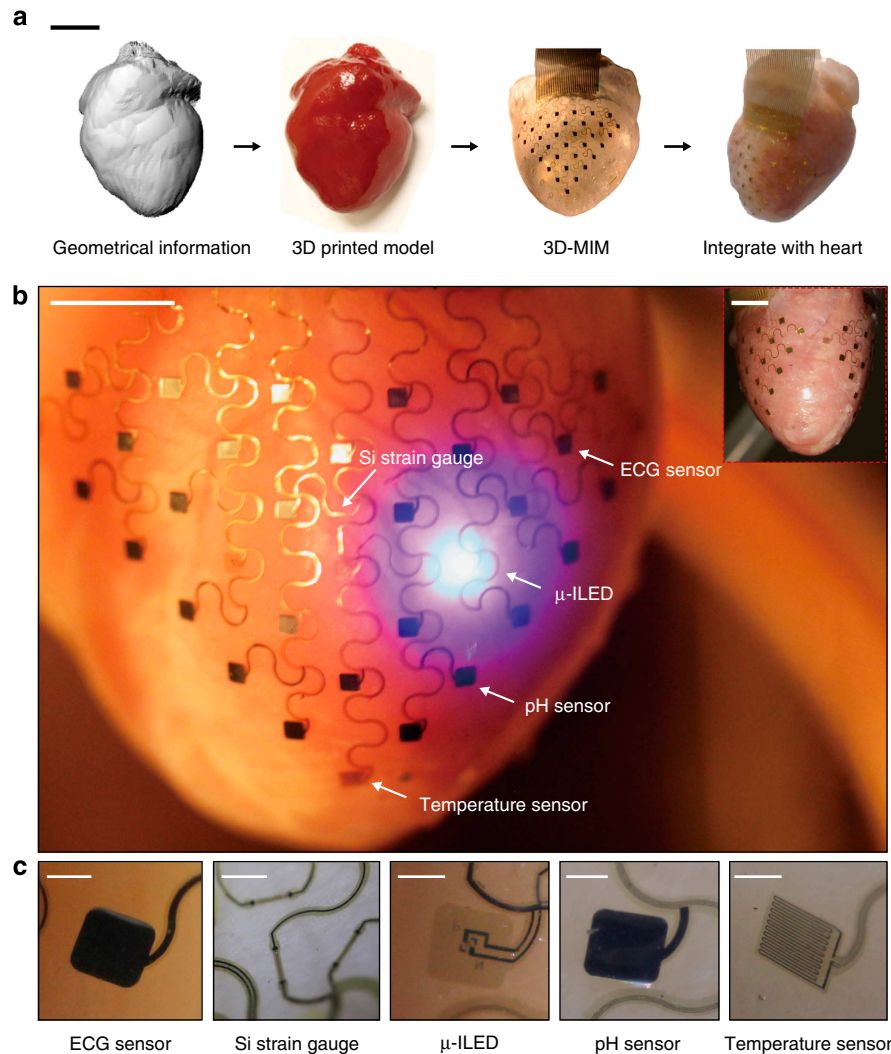 a
Geometrical information
3D printed model
3D-MIM
Integrate with heart
b
Si strain gauge
ECG sensor
μ-ILED
pH sensor
Temperature sensor
c
ECG sensor
Si strain gauge
μ-ILED
pH sensor
Temperature sensor